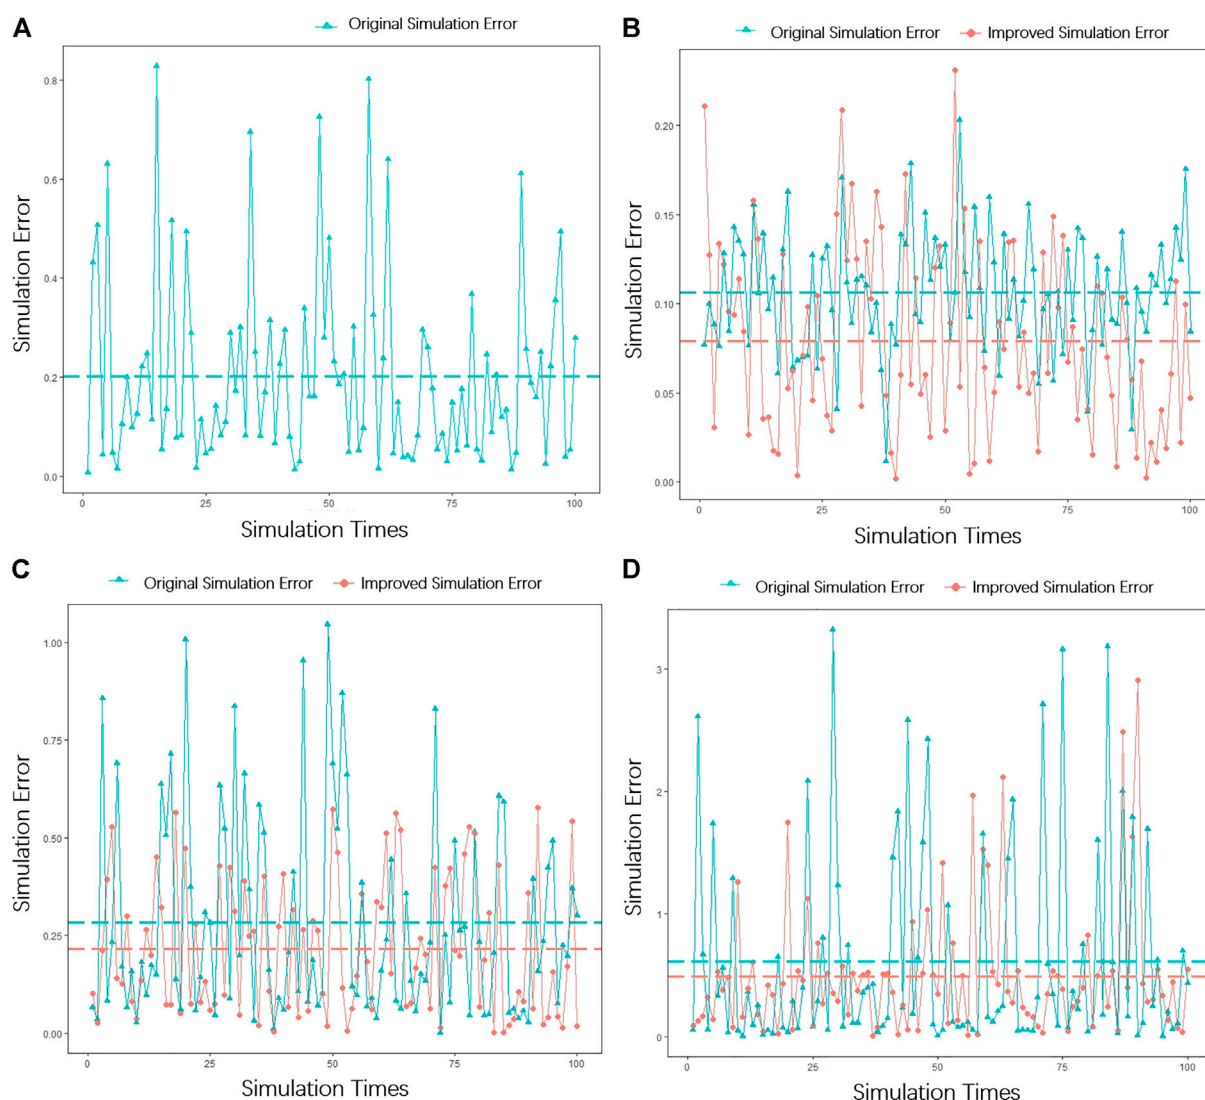 A
Original Simulation Error
0.8
0.6
0.4
0.2
0.0
Simulation Error
0
25
50
75
100
Simulation Times
B
Original Simulation Error
Improved Simulation Error
0.20
0.15
0.10
0.05
0.00
Simulation Error
0
25
50
75
100
Simulation Times
C
Original Simulation Error
Improved Simulation Error
1.00
0.75
0.50
0.25
0.00
Simulation Error
0
25
50
75
100
Simulation Times
D
Original Simulation Error
Improved Simulation Error
3
2
1
0
Simulation Error
0
25
50
75
100
Simulation Times